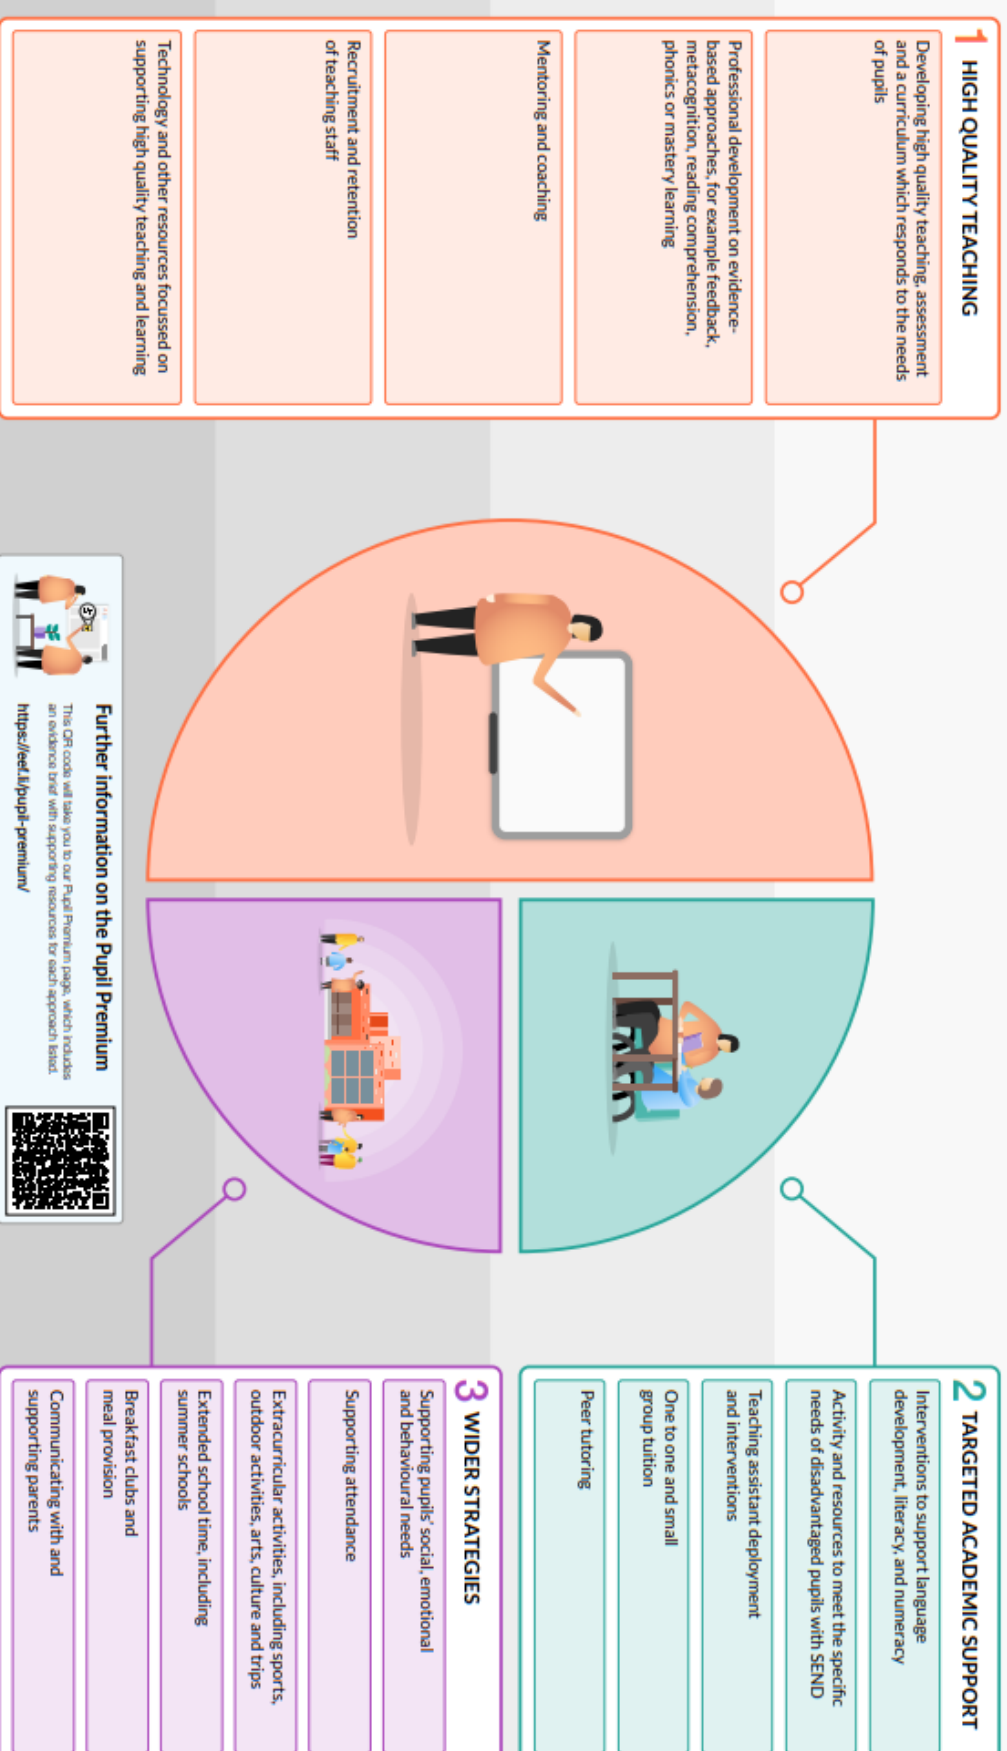 1 HIGH QUALITY TEACHING
Developing high quality teaching, assessment
and a curriculum which responds to the needs
of pupils
Professional development on evidence-
based approaches, for example feedback,
metacognition, reading comprehension,
phonics or mastery learning
Mentoring and coaching
Recruitment and retention
of teaching staff
Technology and other resources focussed on
supporting high quality teaching and learning
2 TARGETED ACADEMIC SUPPORT
Interventions to support language
development, literacy, and numeracy
Activity and resources to meet the specific
needs of disadvantaged pupils with SEND
Teaching assistant deployment
and interventions
One to one and small
group tuition
Peer tutoring
3 WIDER STRATEGIES
Supporting pupils' social, emotional
and behavioural needs
Supporting attendance
Extracurricular activities, including sports,
outdoor activities, arts, culture and trips
Extended school time, including
summer schools
Breakfast clubs and
meal provision
Communicating with and
supporting parents
Further information on the Pupil Premium
This QR code will take you to our Pupil Premium page, which includes
an evidence brief with supporting resources for each approach listed.
https://eef.li/pupil-premium/